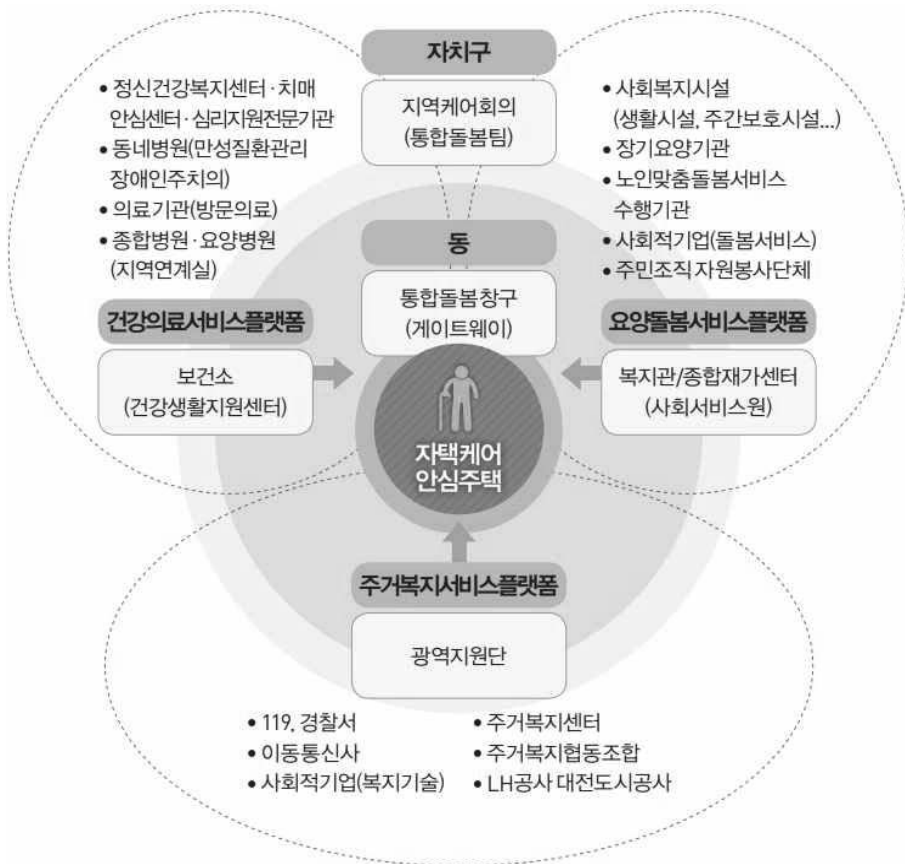 자치구
지역케어회의
(통합돌봄팀)
• 정신건강복지센터·치매
안심센터·심리지원전문기관
• 동네병원(만성질환관리
장애인주치의)
• 의료기관(방문의료)
• 종합병원·요양병원
(지역연계실)
• 사회복지시설
(생활시설, 주간보호시설...)
• 장기요양기관
• 노인맞춤돌봄서비스
수행기관
• 사회적기업(돌봄서비스)
• 주민조직 자원봉사단체
동
통합돌봄창구
(게이트웨이)
건강의료서비스플랫폼
보건소
(건강생활지원센터)
요양돌봄서비스플랫폼
복지관/종합재가센터
(사회서비스원)
자택케어
안심주택
주거복지서비스플랫폼
광역지원단
• 119, 경찰서
• 이동통신사
• 사회적기업(복지기술)
• 주거복지센터
• 주거복지협동조합
• LH공사 대전도시공사